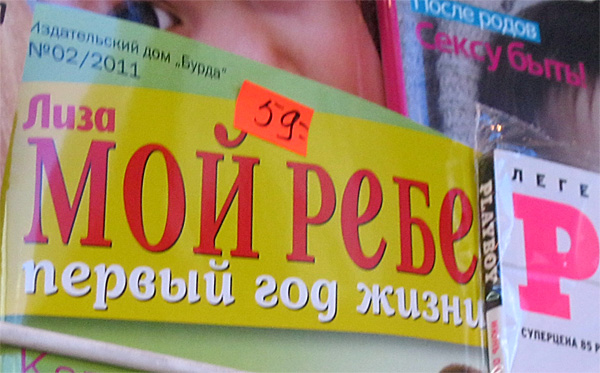 Издательский дом „Бурда“
№02/2011
Лиза
59-
МОЙ РЕБЕ
первый год жизни
После родов
Сексу быть!
ЛЕГЕ
PLAYBOY
P
СУПЕРЦЕНА 85 Р